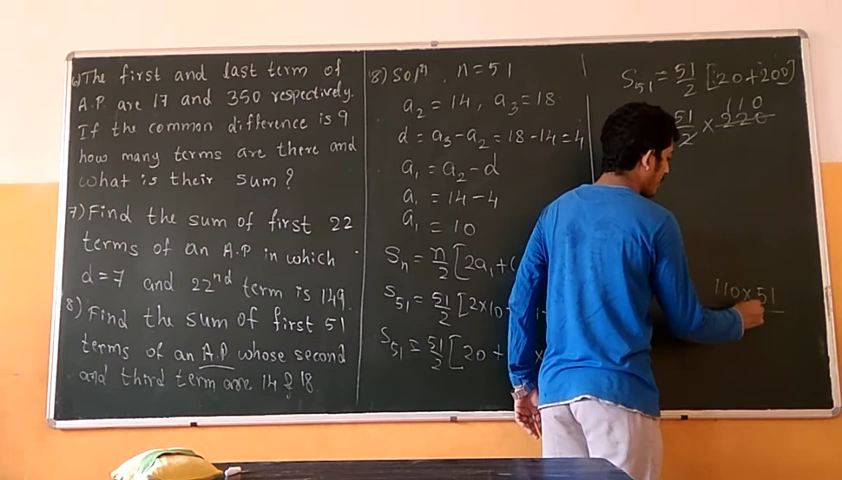 6) The first and last term of
A.P are 17 and 350 respectively.
If the common difference is 9
how many terms are there and
what is their sum?
7) Find the sum of first 22
terms of an A.P in which
d=7 and 22nd term is 149.
8) Find the sum of first 51
terms of an A.P whose second
and third term are 14 & 18
8) Soln, n=51
a2 = 14, a3 = 18
d = a3-a2 = 18-14 = 4
a1 = a2-d
a1 = 14-4
a1 = 10
Sn = n/2 [2a1+(
S51 = 51/2 [2×10
S51 = 51/2 [20 +
S51 = 51/2 [20+200]
51/2 × 220
110
110×51